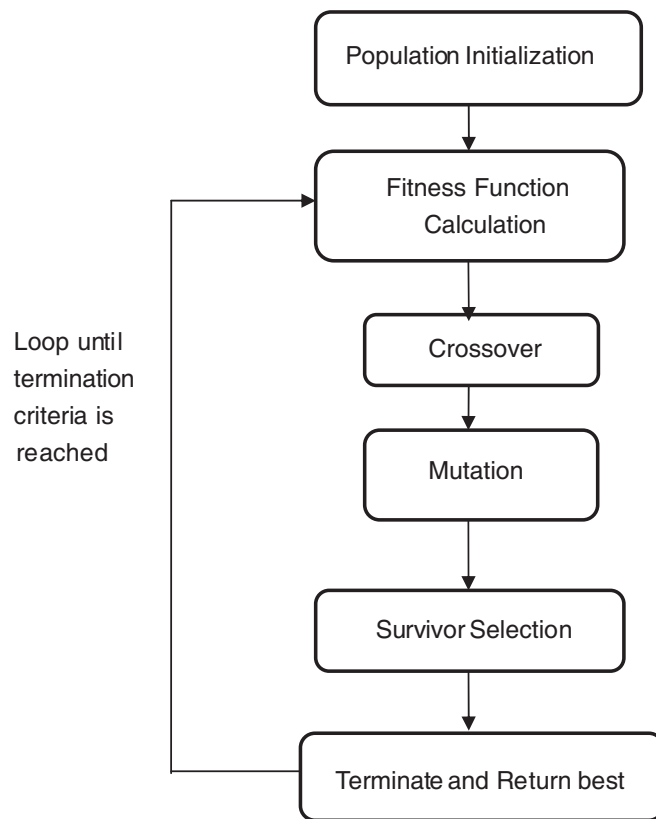 Population Initialization
Fitness Function
Calculation
Crossover
Loop until
termination
criteria is
reached
Mutation
Survivor Selection
Terminate and Return best